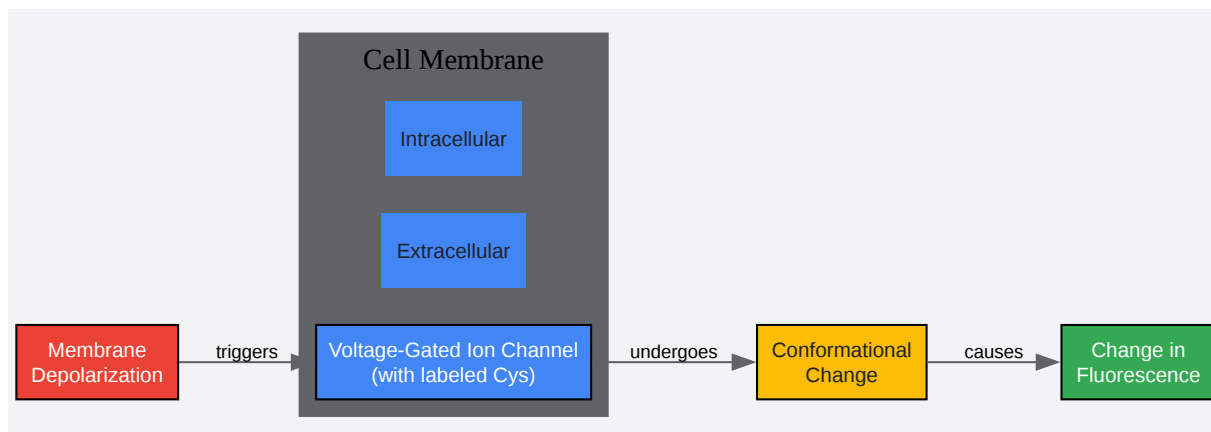 Cell Membrane
Intracellular
Extracellular
Membrane
Depolarization
triggers
Voltage-Gated Ion Channel
(with labeled Cys)
undergoes
Conformational
Change
causes
Change in
Fluorescence